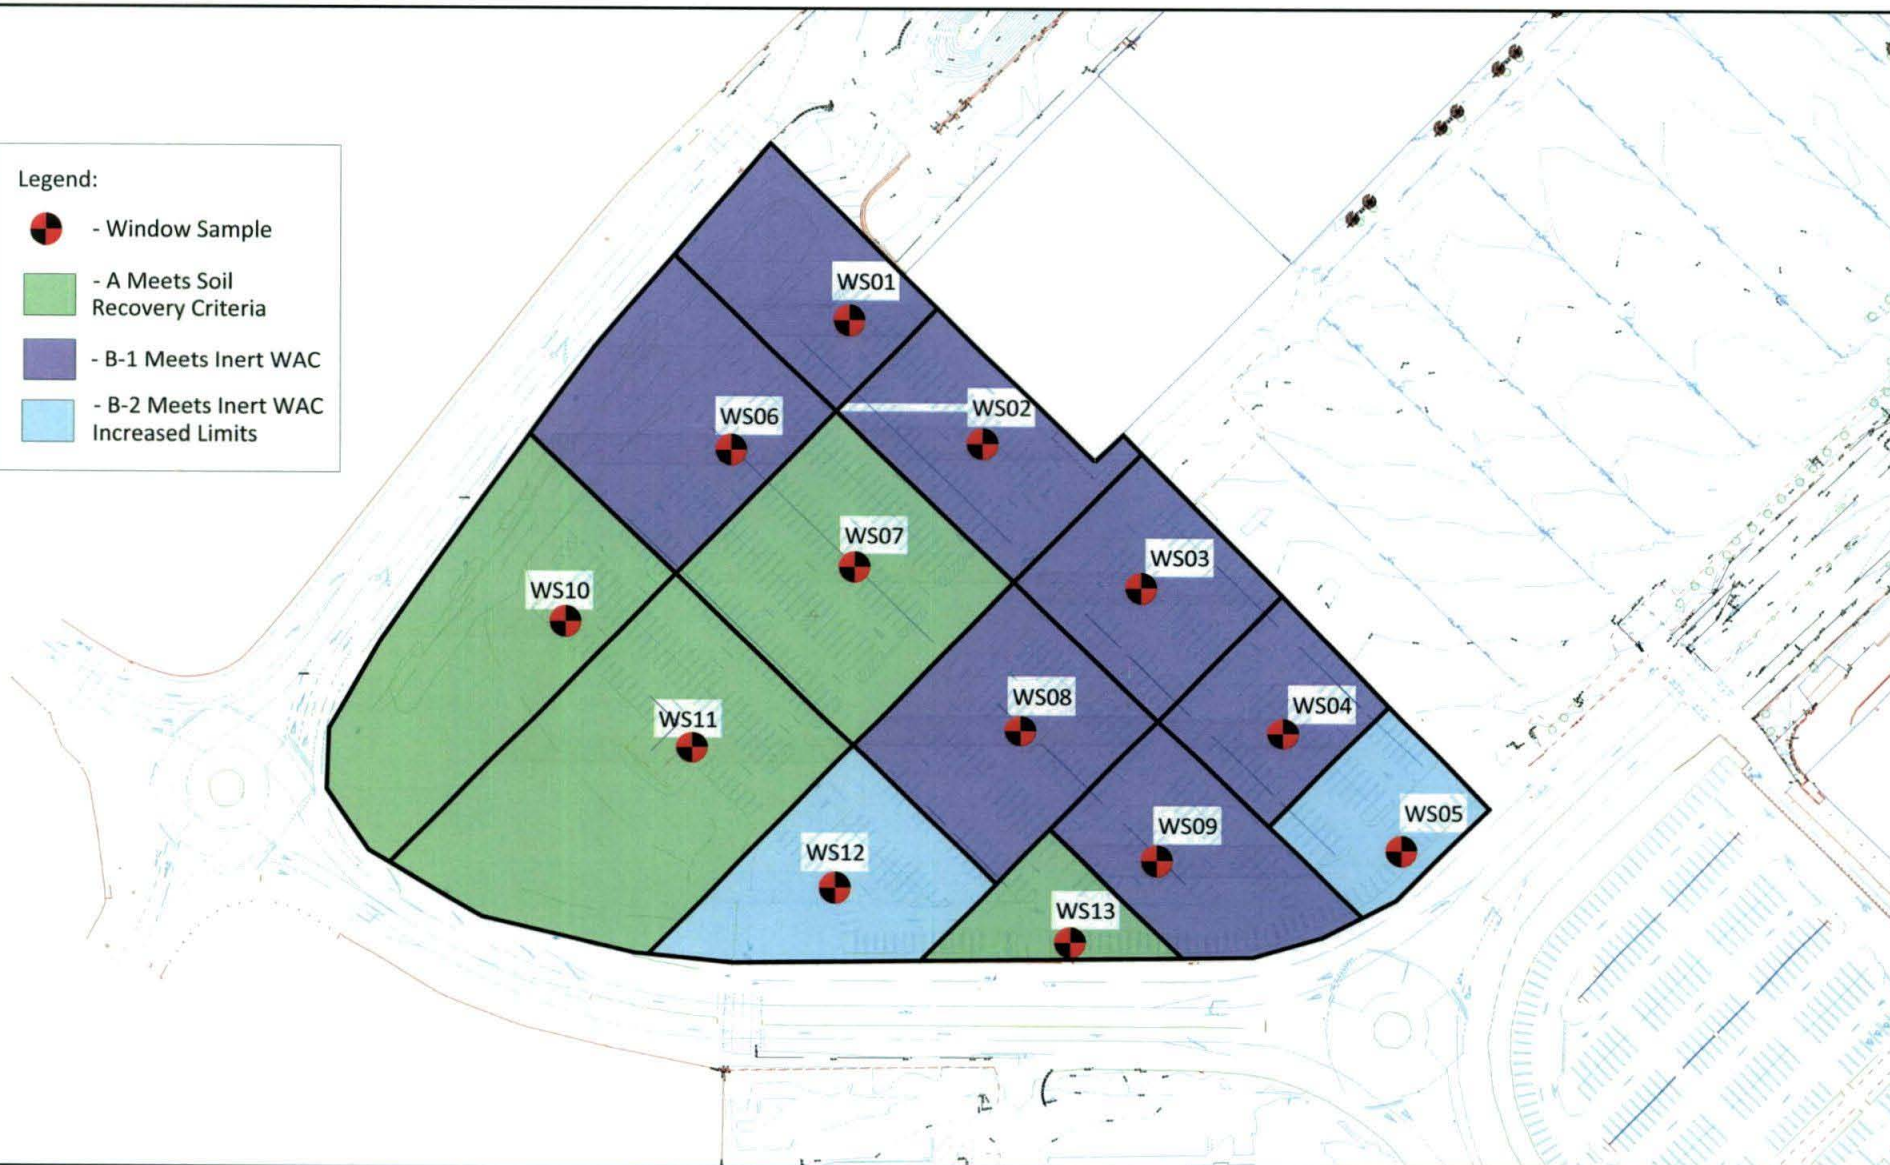 Legend:
- Window Sample
- A Meets Soil
Recovery Criteria
- B-1 Meets Inert WAC
- B-2 Meets Inert WAC
Increased Limits
WS01
WS02
WS06
WS07
WS03
WS10
WS08
WS04
WS11
WS05
WS09
WS12
WS13